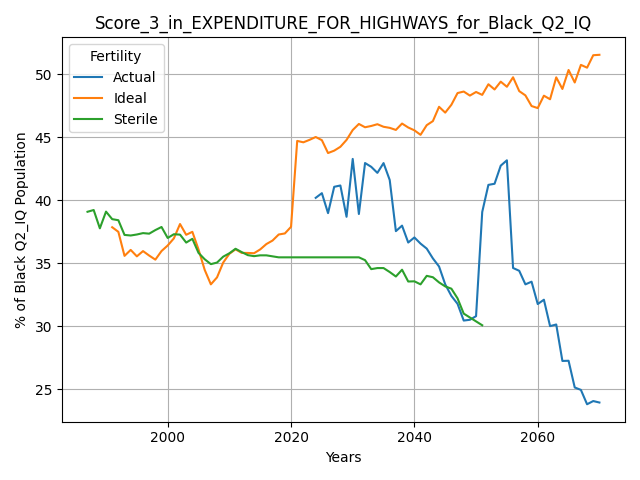 Score_3_in_EXPENDITURE_FOR_HIGHWAYS_for_Black_Q2_IQ
Fertility
Actual
Ideal
Sterile
% of Black Q2_IQ Population
50
45
40
35
30
25
2000
2020
2040
2060
Years